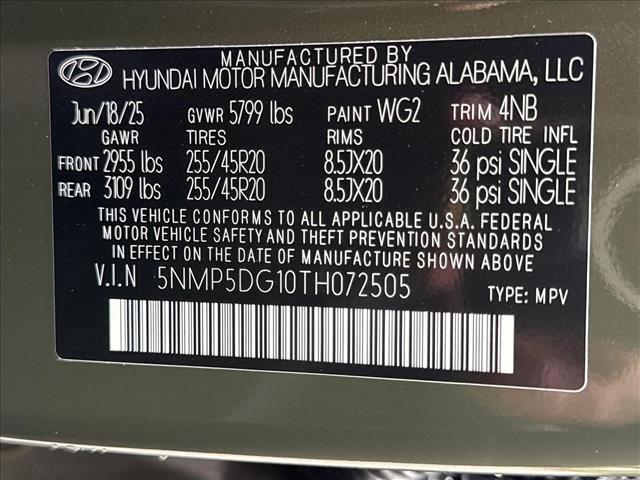 MANUFACTURED BY
HYUNDAI MOTOR MANUFACTURING ALABAMA, LLC
Jun/18/25 GVWR 5799 lbs PAINT WG2 TRIM 4NB
GAWR TIRES RIMS COLD TIRE INFL
FRONT 2955 lbs 255/45R20 8.5JX20 36 psi SINGLE
REAR 3109 lbs 255/45R20 8.5JX20 36 psi SINGLE
THIS VEHICLE CONFORMS TO ALL APPLICABLE U.S.A. FEDERAL
MOTOR VEHICLE SAFETY AND THEFT PREVENTION STANDARDS
IN EFFECT ON THE DATE OF MANUFACTURE SHOWN ABOVE.
V.I.N 5NMP5DG10TH072505 TYPE: MPV